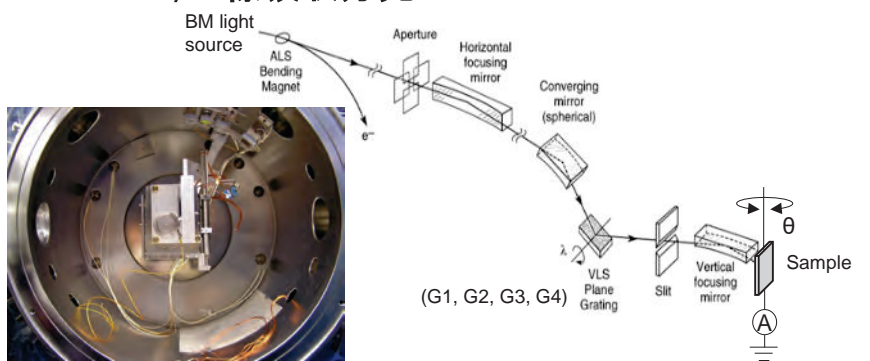 BM light
source
ALS
Bending
Magnet
e⁻
Aperture
Horizontal
focusing
mirror
Converging
mirror
(spherical)
λ
VLS
Plane
Grating
(G1, G2, G3, G4)
Slit
Vertical
focusing
mirror
θ
Sample
A